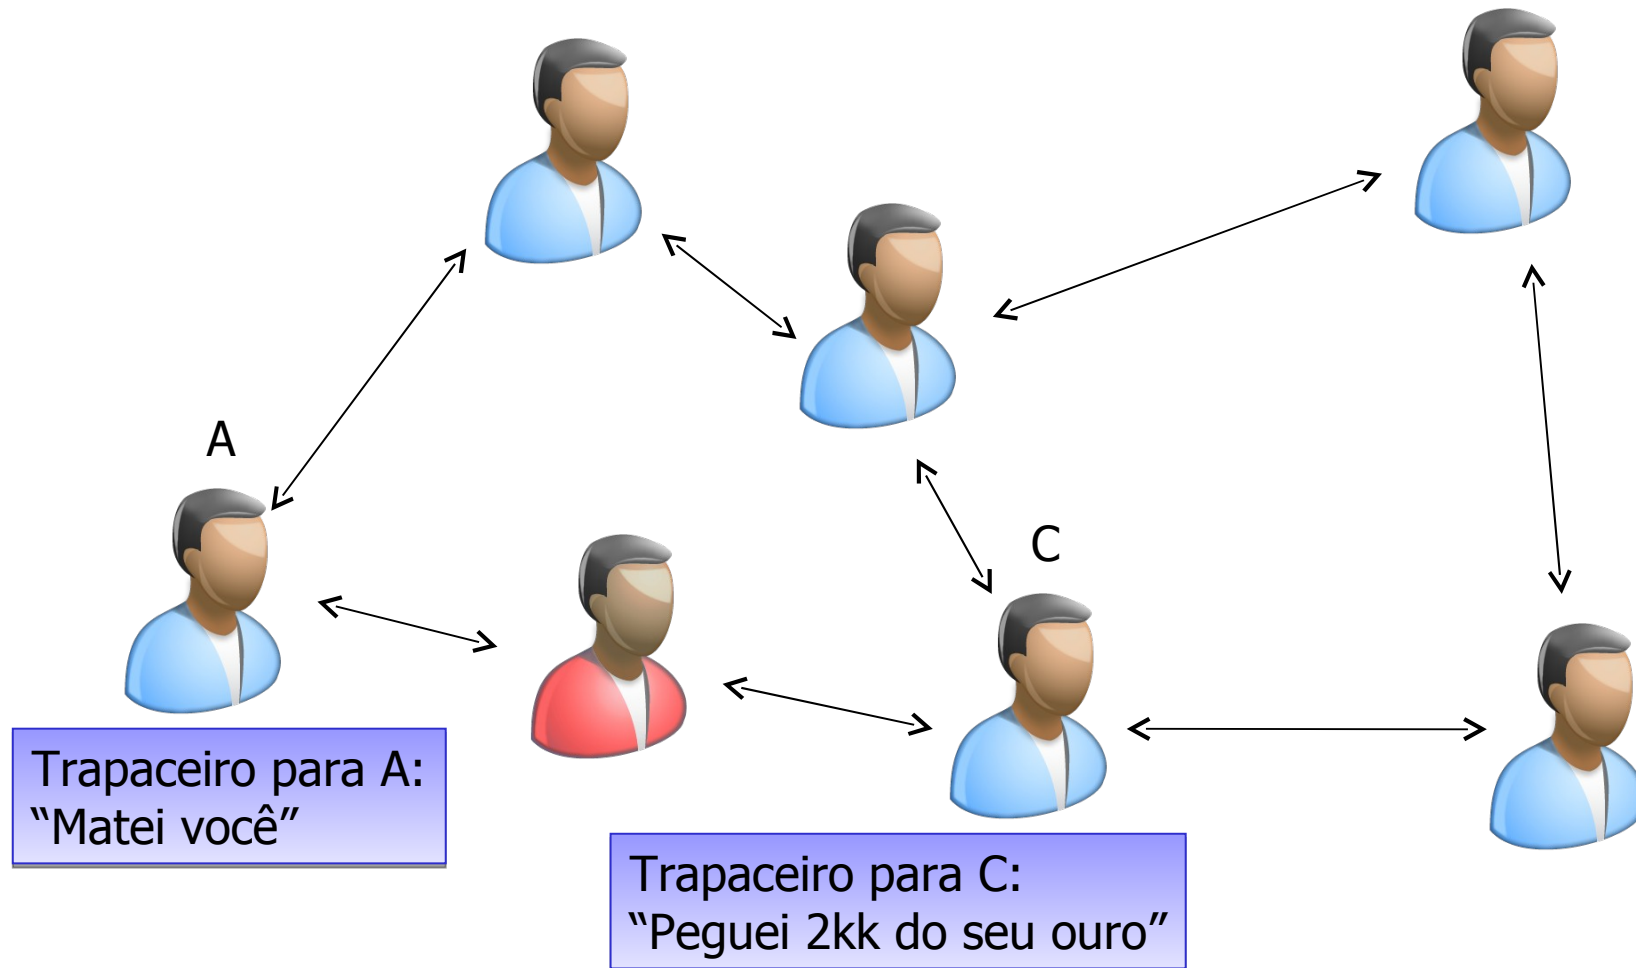 A
C
Trapaceiro para A:
“Matei você”
Trapaceiro para C:
“Peguei 2kk do seu ouro”